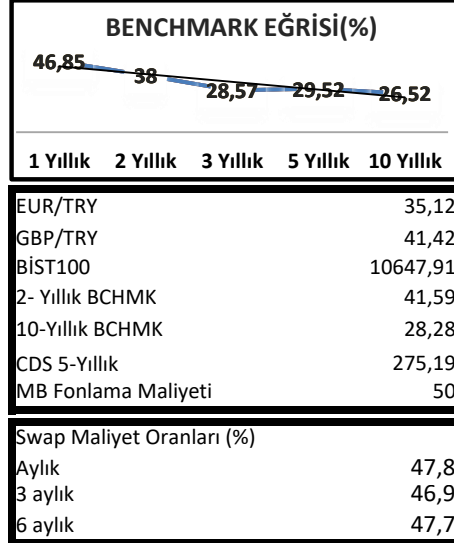 BENCHMARK EĞRİSİ(%)
46,85 38 28,57 29,52 26,52
1 Yıllık 2 Yıllık 3 Yıllık 5 Yıllık 10 Yıllık
EUR/TRY 35,12
GBP/TRY 41,42
BİST100 10647,91
2- Yıllık BCHMK 41,59
10-Yıllık BCHMK 28,28
CDS 5-Yıllık 275,19
MB Fonlama Maliyeti 50
Swap Maliyet Oranları (%)
Aylık 47,8
3 aylık 46,9
6 aylık 47,7